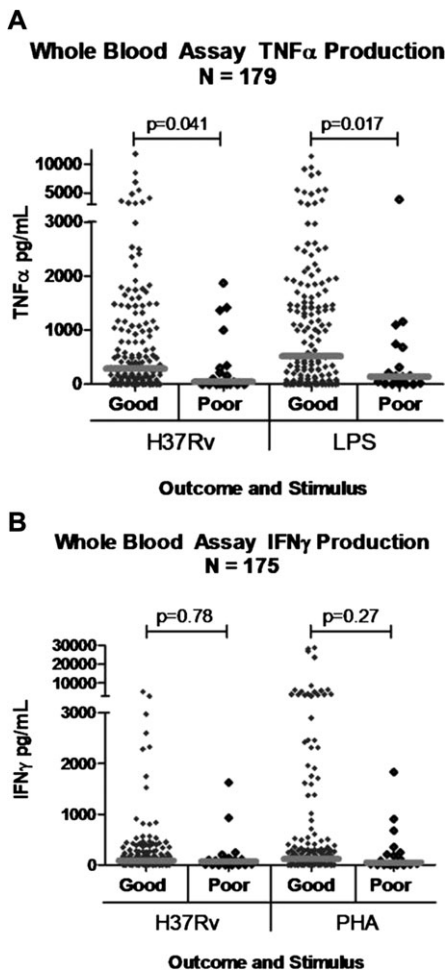 A
Whole Blood Assay TNFα Production
N = 179
p=0.041 p=0.017
10000
5000
3000
2000
1000
0
TNFα pg/mL
Good Poor Good Poor
H37Rv LPS
Outcome and Stimulus
B
Whole Blood Assay IFNγ Production
N = 175
p=0.78 p=0.27
30000
20000
10000
3000
2000
1000
0
IFNγ pg/mL
Good Poor Good Poor
H37Rv PHA
Outcome and Stimulus